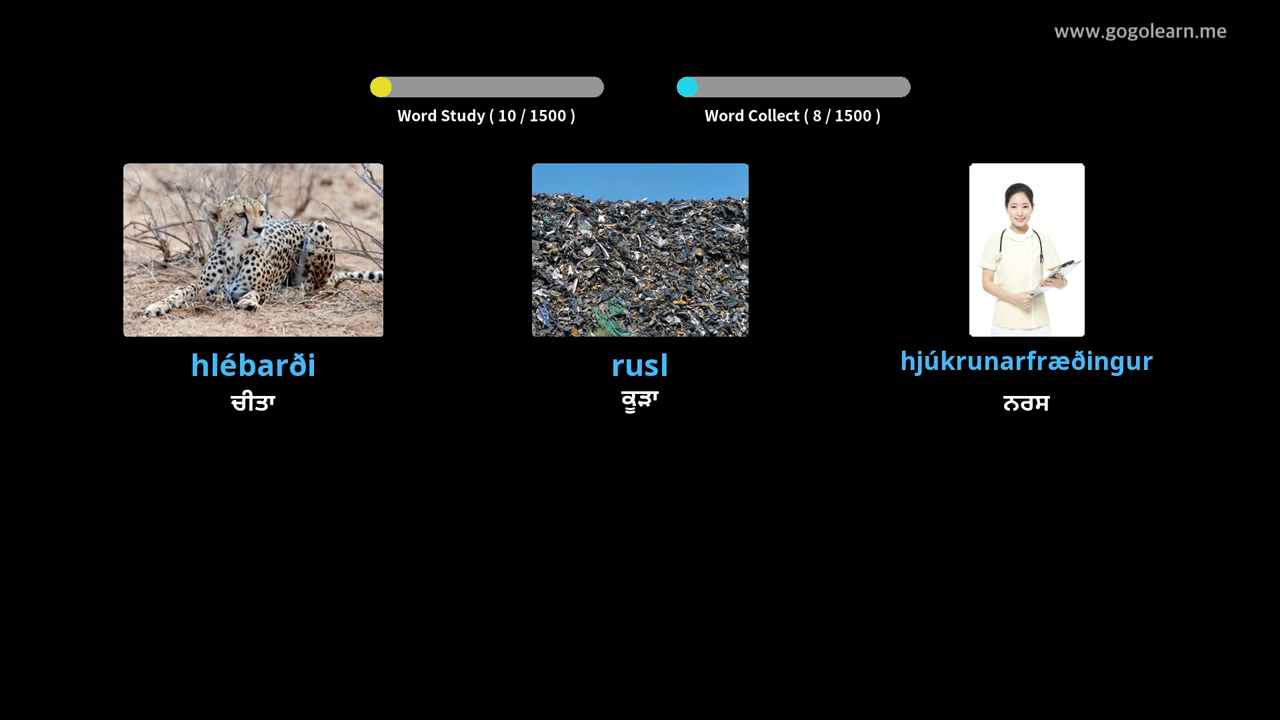 www.gogolearn.me
Word Study ( 10 / 1500 )
Word Collect ( 8 / 1500 )
hlébarði
rusl
hjúkrunarfræðingur
ਚੀਤਾ
ਕੂੜਾ
ਨਰਸ